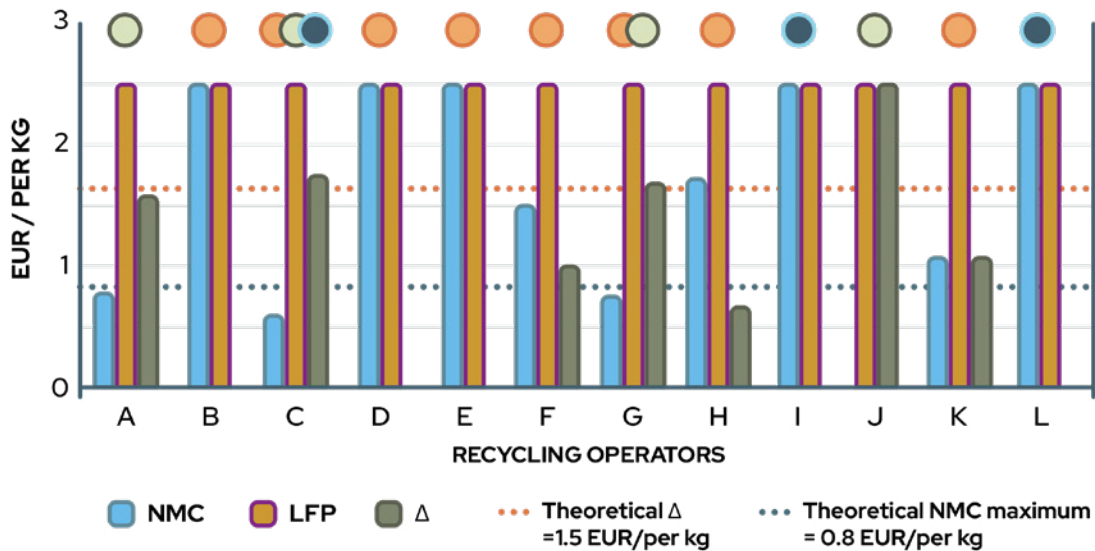 3
2
1
0
EUR / PER KG
A B C D E F G H I J K L
RECYCLING OPERATORS
NMC LFP Δ Theoretical Δ Theoretical NMC maximum
=1.5 EUR/per kg = 0.8 EUR/per kg